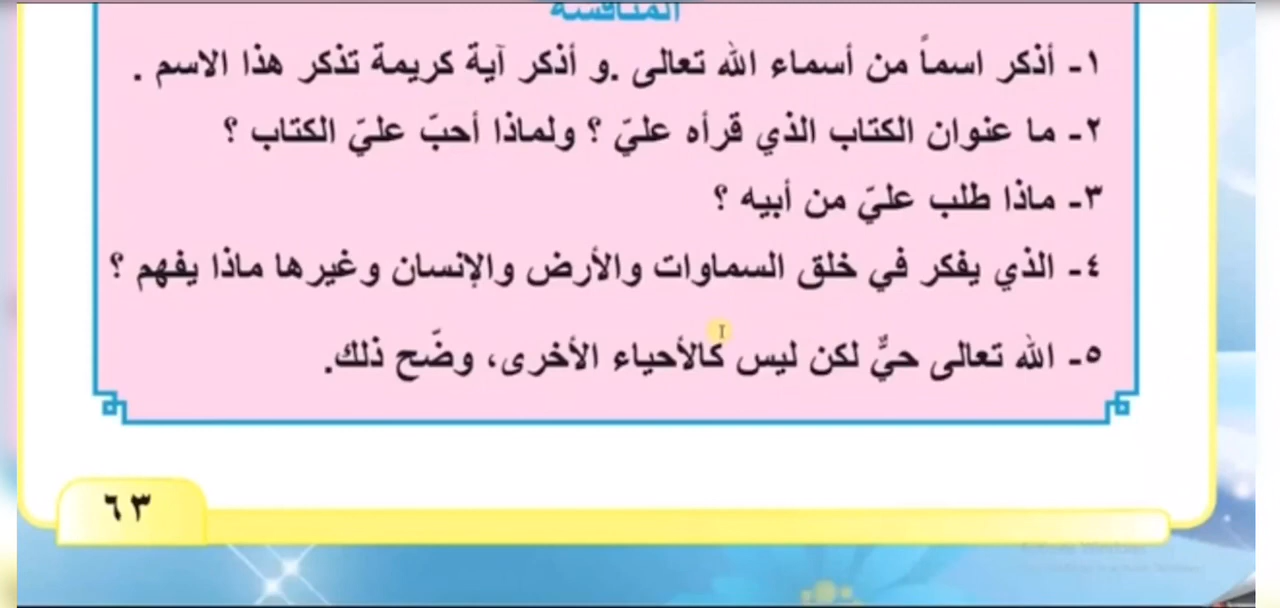 المنافسة
١- أذكر اسماً من أسماء الله تعالى .و أذكر آية كريمة تذكر هذا الاسم .
٢- ما عنوان الكتاب الذي قرأه عليّ ؟ ولماذا أحبّ عليّ الكتاب ؟
٣- ماذا طلب عليّ من أبيه ؟
٤- الذي يفكر في خلق السماوات والأرض والإنسان وغيرها ماذا يفهم ؟
٥- الله تعالى حيٌّ لكن ليس كالأحياء الأخرى، وضّح ذلك.
٦٣